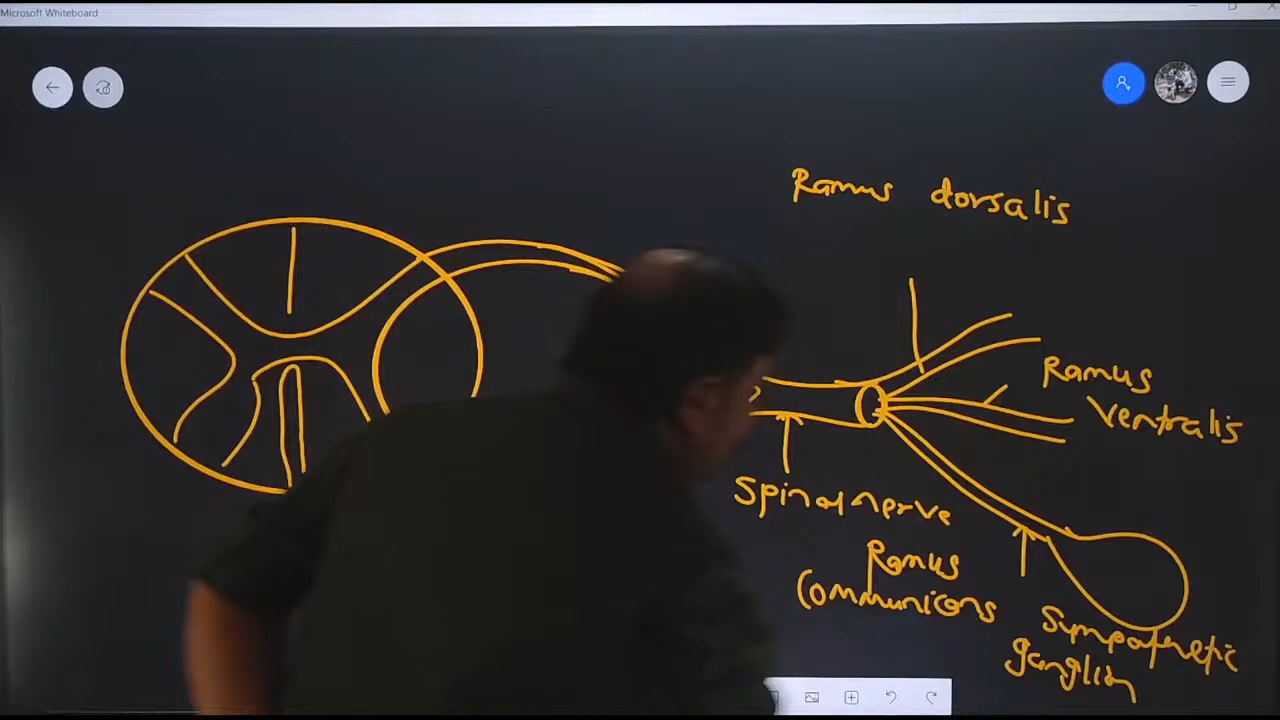 Microsoft Whiteboard
Ramus dorsalis
Ramus
Ventralis
Spinal nerve
Ramus
Communicans
Sympathetic
ganglion